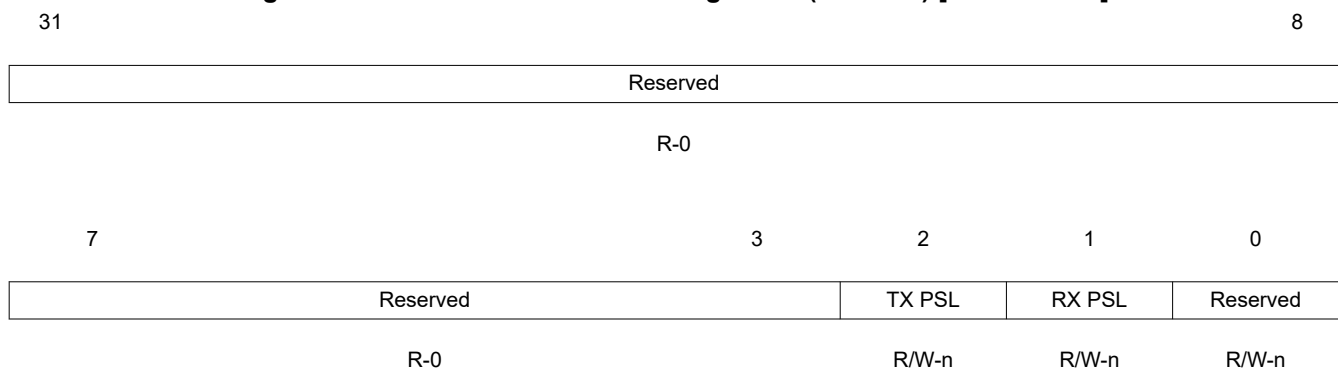 31 8
Reserved
R-0
7 3 2 1 0
Reserved TX PSL RX PSL Reserved
R-0 R/W-n R/W-n R/W-n